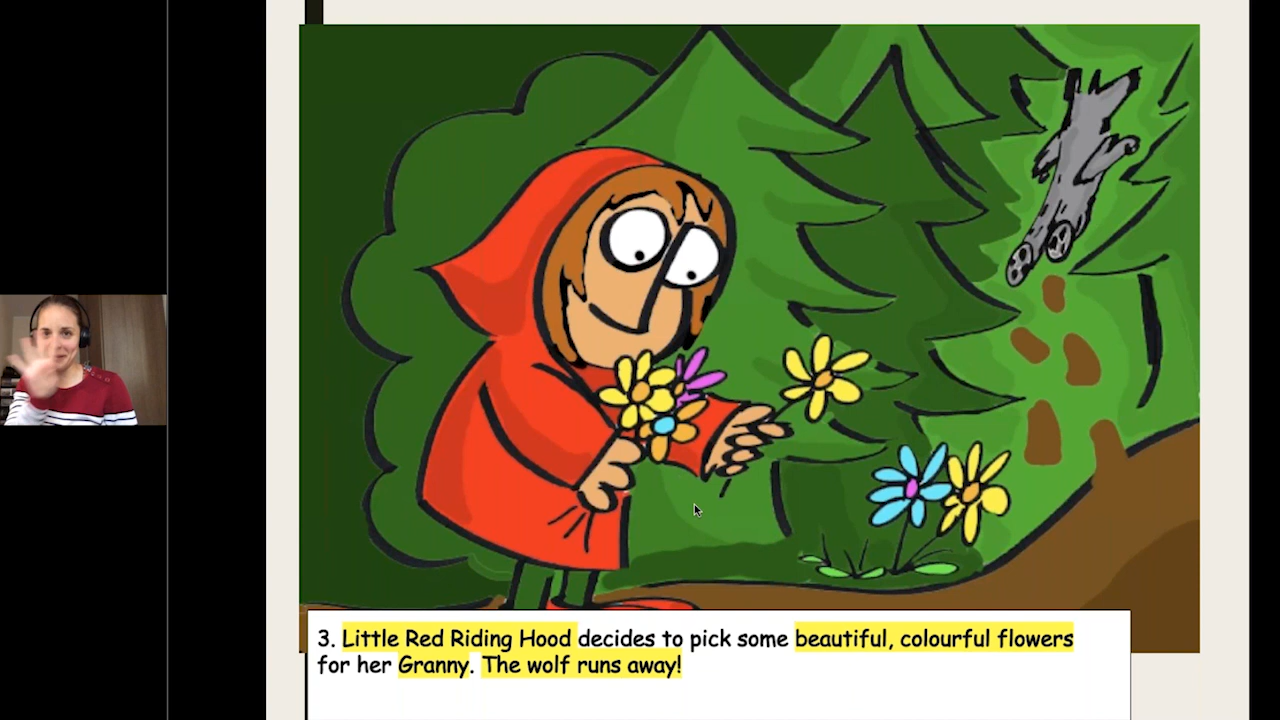 3. Little Red Riding Hood decides to pick some beautiful, colourful flowers
for her Granny. The wolf runs away!